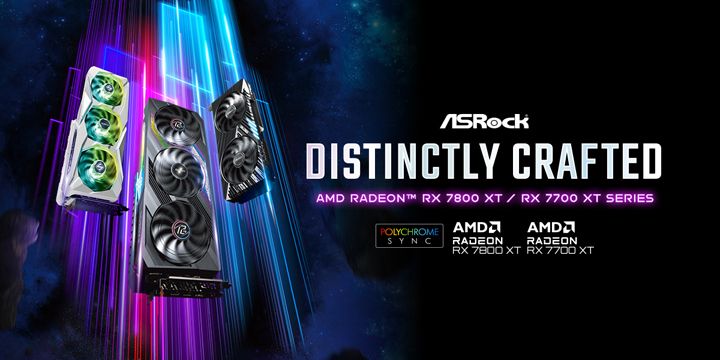 ASRock
DISTINCTLY CRAFTED
AMD RADEON™ RX 7800 XT / RX 7700 XT SERIES
POLYCHROME
SYNC
AMD
RADEON
RX 7800 XT
AMD
RADEON
RX 7700 XT